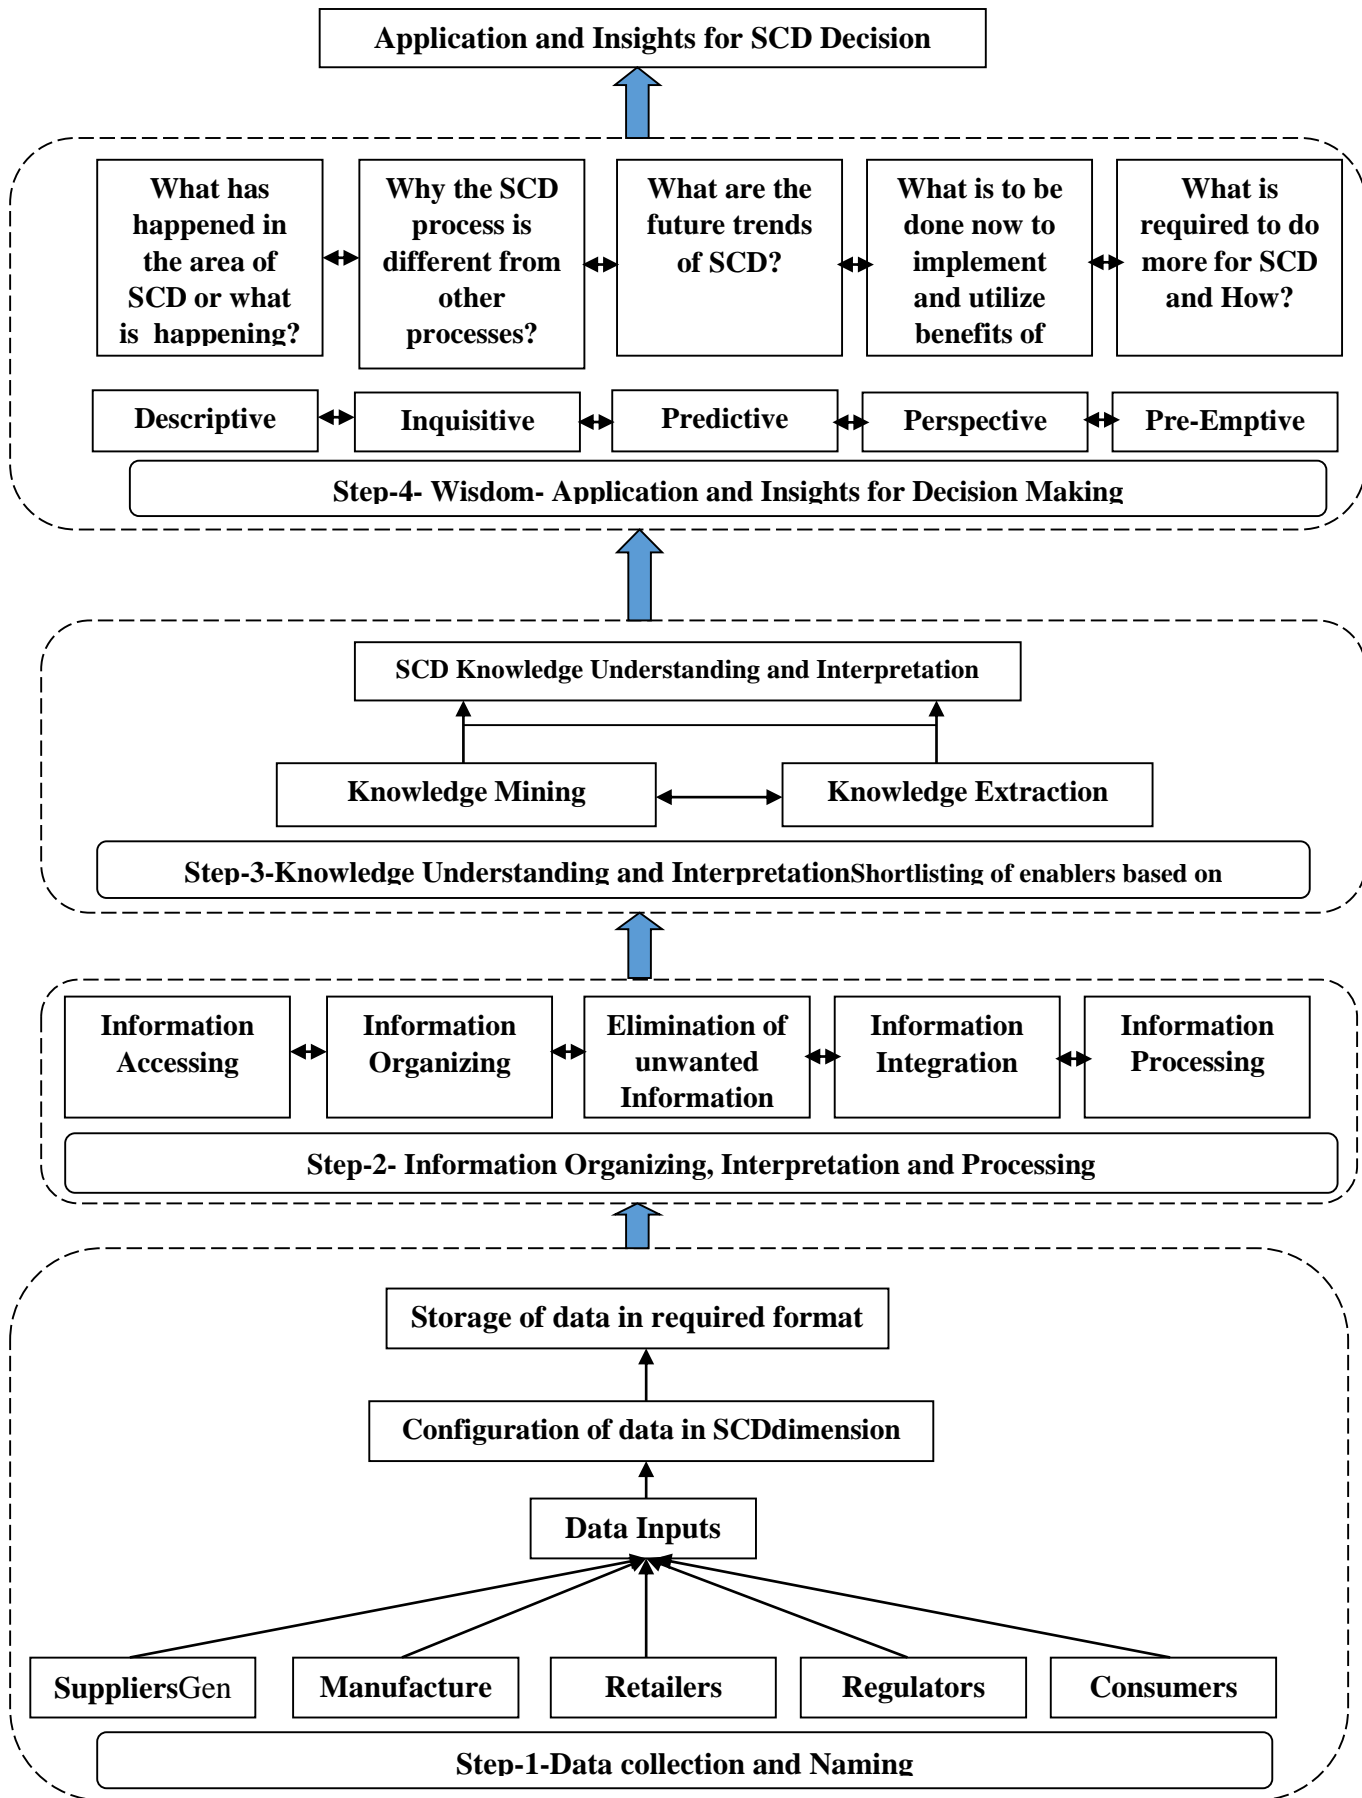 Application and Insights for SCD Decision
What has
happened in
the area of
SCD or what
is happening?
Why the SCD
process is
different from
other
processes?
What are the
future trends
of SCD?
What is to be
done now to
implement
and utilize
benefits of
What is
required to do
more for SCD
and How?
Descriptive
Inquisitive
Predictive
Perspective
Pre-Emptive
Step-4- Wisdom- Application and Insights for Decision Making
SCD Knowledge Understanding and Interpretation
Knowledge Mining
Knowledge Extraction
Step-3-Knowledge Understanding and InterpretationShortlisting of enablers based on
Information
Accessing
Information
Organizing
Elimination of
unwanted
Information
Information
Integration
Information
Processing
Step-2- Information Organizing, Interpretation and Processing
Storage of data in required format
Configuration of data in SCDdimension
Data Inputs
SuppliersGen
Manufacture
Retailers
Regulators
Consumers
Step-1-Data collection and Naming